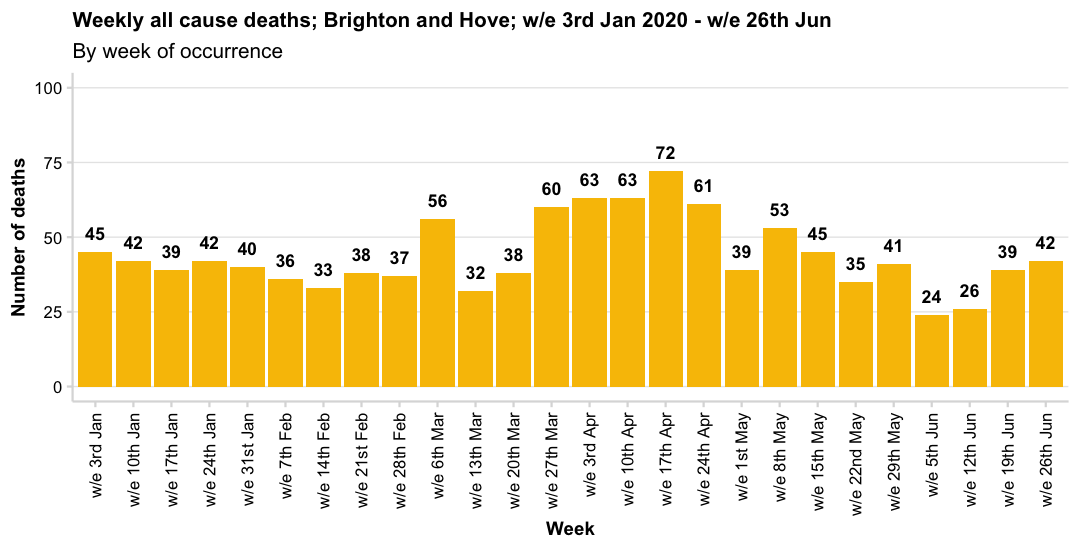 Weekly all cause deaths; Brighton and Hove; w/e 3rd Jan 2020 - w/e 26th Jun
By week of occurrence
Number of deaths
100
75
50
25
0
45
42
39
42
40
36
33
38
37
56
32
38
60
63
63
72
61
39
53
45
35
41
24
26
39
42
w/e 3rd Jan
w/e 10th Jan
w/e 17th Jan
w/e 24th Jan
w/e 31st Jan
w/e 7th Feb
w/e 14th Feb
w/e 21st Feb
w/e 28th Feb
w/e 6th Mar
w/e 13th Mar
w/e 20th Mar
w/e 27th Mar
w/e 3rd Apr
w/e 10th Apr
w/e 17th Apr
w/e 24th Apr
w/e 1st May
w/e 8th May
w/e 15th May
w/e 22nd May
w/e 29th May
w/e 5th Jun
w/e 12th Jun
w/e 19th Jun
w/e 26th Jun
Week